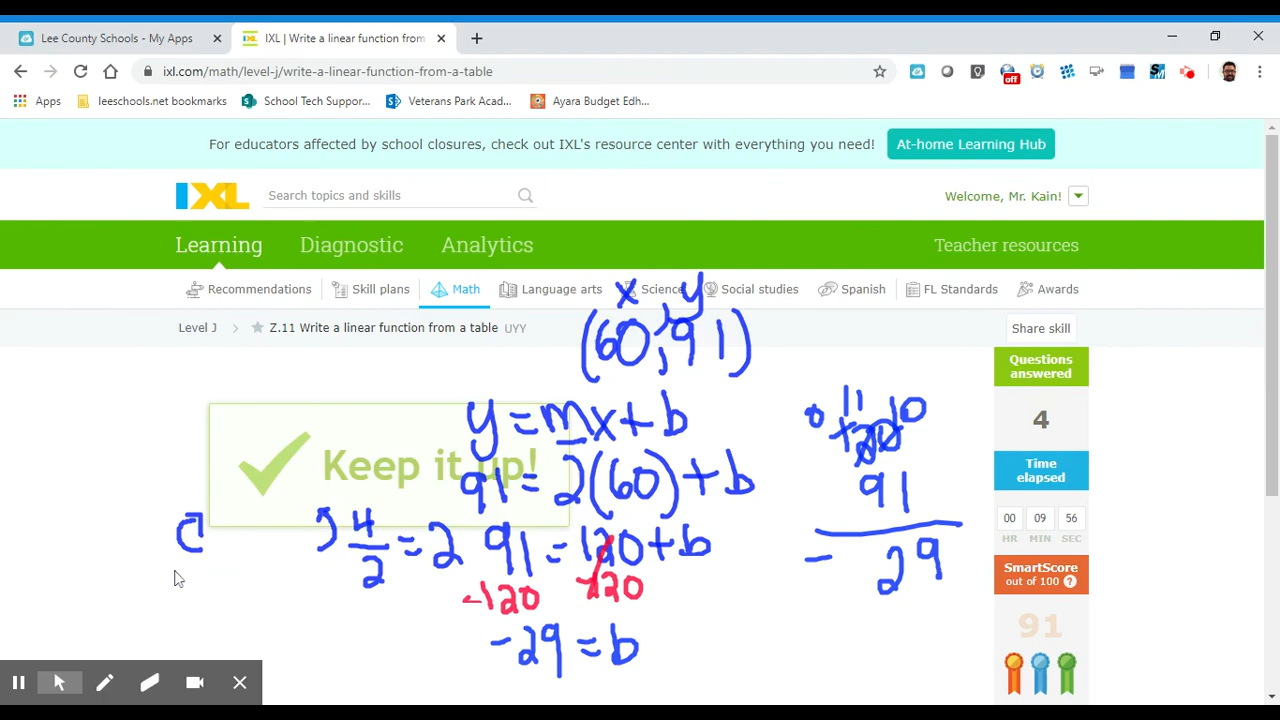 Lee County Schools - My Apps
IXL | Write a linear function from
ixl.com/math/level-j/write-a-linear-function-from-a-table
off
Apps leeschools.net bookmarks School Tech Support... Veterans Park Acad... Ayara Budget Edh...
For educators affected by school closures, check out IXL's resource center with everything you need! At-home Learning Hub
IXL Search topics and skills Welcome, Mr. Kain!
Learning Diagnostic Analytics Teacher resources
Recommendations Skill plans Math Language arts Science Social studies Spanish FL Standards Awards
x y
Level J > Z.11 Write a linear function from a table UYY Share skill
(60, 91)
Questions answered
4
Time elapsed
00 09 56
HR MIN SEC
SmartScore
out of 100 ?
91
Keep it up!
y = mx + b
91 = 2(60) + b
4/2 = 2 91 = 120 + b
-120 -120
-29 = b
0 11 10
120
91
- 29